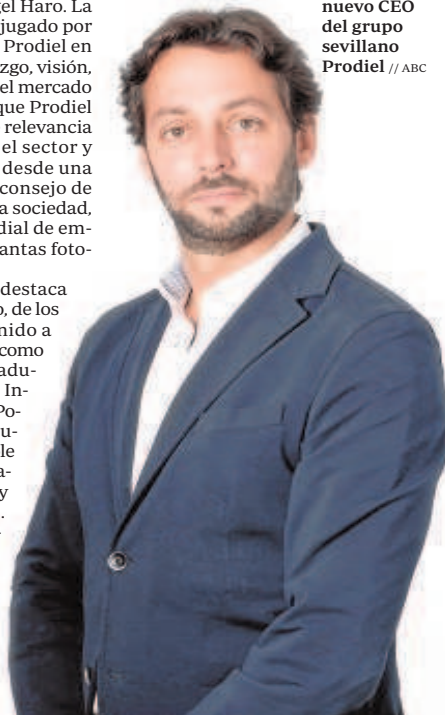 gel Haro. La
jugado por
Prodiel en
zgo, visión,
el mercado
que Prodiel
relevancia
el sector y
desde una
consejo de
a sociedad,
dial de em-
antas foto-
destaca
o, de los
nido a
como
adu-
In-
Po-
u-
le
a-
y
.
nuevo CEO
del grupo
sevillano
Prodiel // ABC